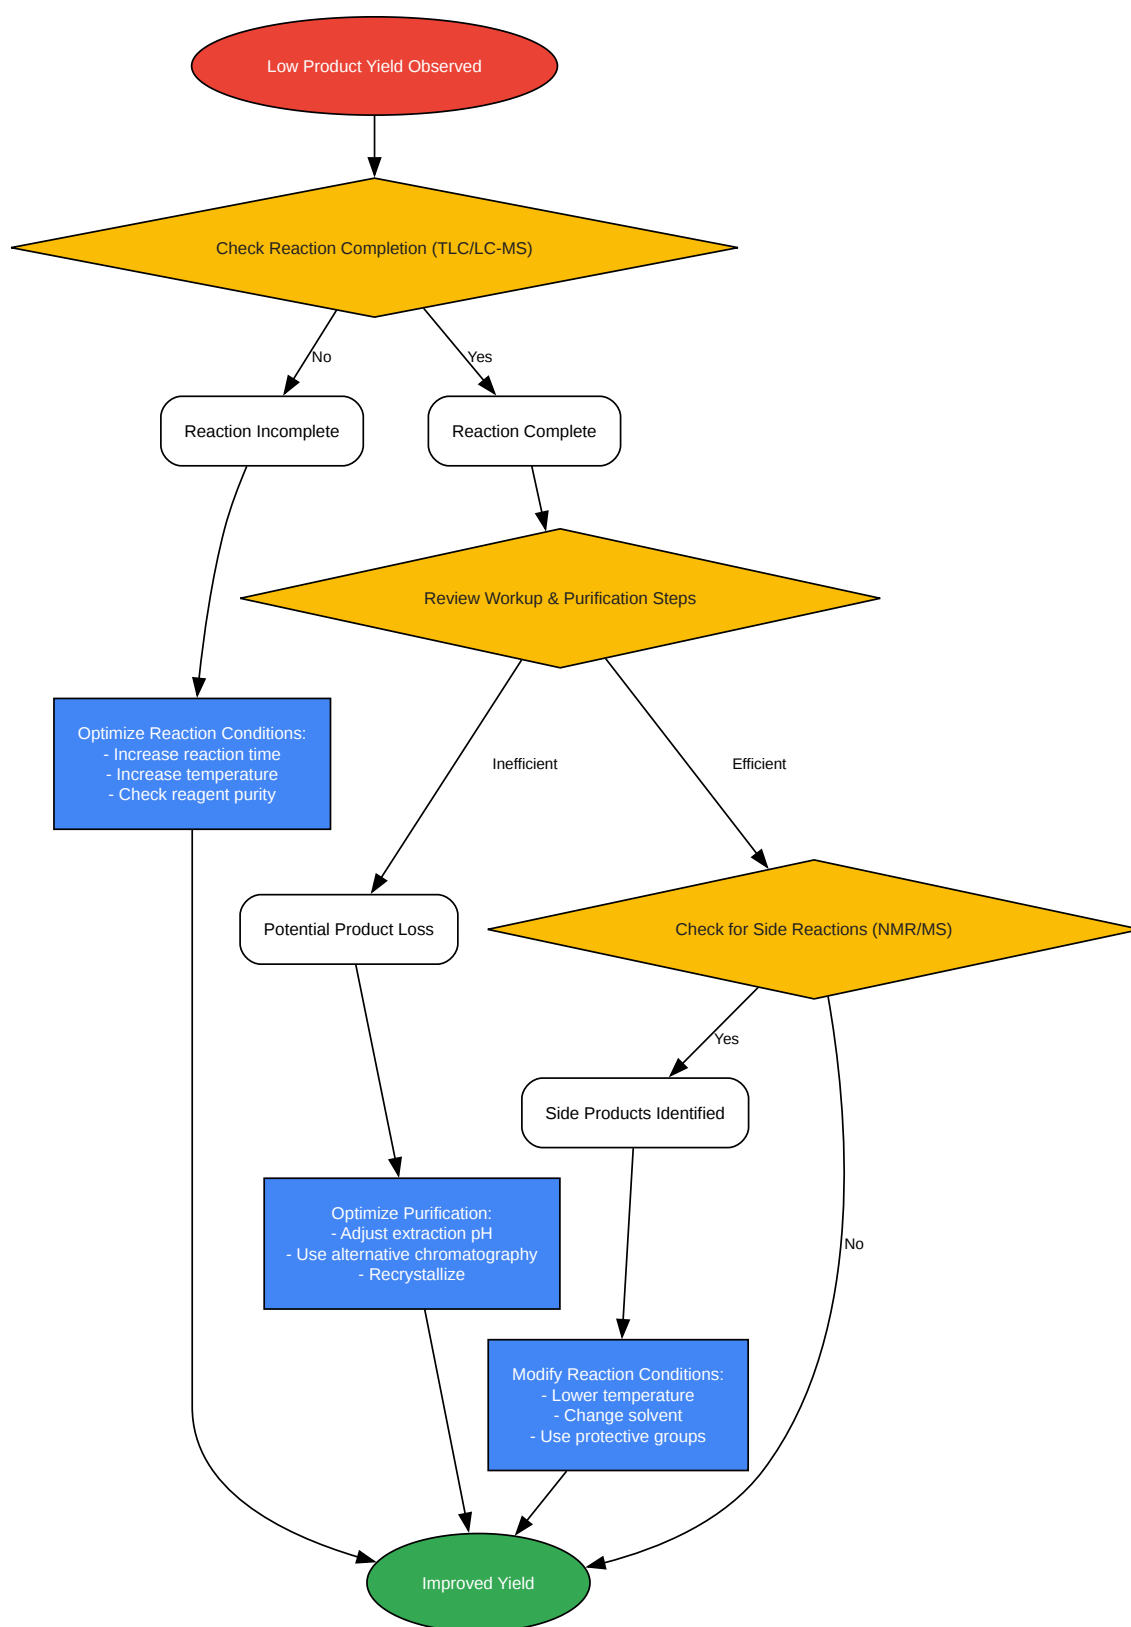 Low Product Yield Observed
Check Reaction Completion (TLC/LC-MS)
No
Yes
Reaction Incomplete
Reaction Complete
Review Workup & Purification Steps
Optimize Reaction Conditions:
- Increase reaction time
- Increase temperature
- Check reagent purity
Inefficient
Efficient
Potential Product Loss
Check for Side Reactions (NMR/MS)
Yes
Side Products Identified
Optimize Purification:
- Adjust extraction pH
- Use alternative chromatography
- Recrystallize
No
Modify Reaction Conditions:
- Lower temperature
- Change solvent
- Use protective groups
Improved Yield